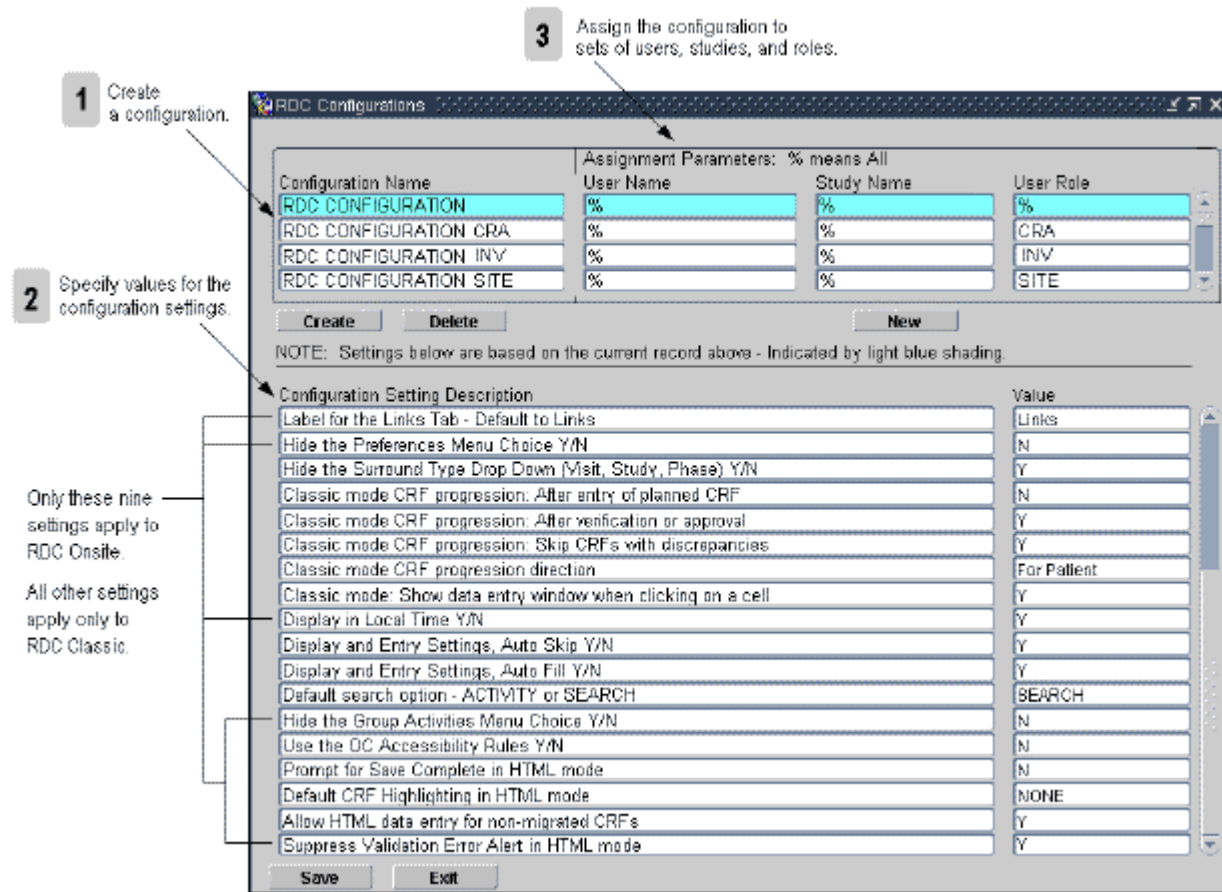 3 Assign the configuration to
sets of users, studies, and roles.
1 Create
a configuration.
RDC Configurations
Assignment Parameters: % means All
Configuration Name User Name Study Name User Role
RDC CONFIGURATION % % %
RDC CONFIGURATION CRA % % CRA
RDC CONFIGURATION INV % % INV
RDC CONFIGURATION SITE % % SITE
2 Specify values for the
configuration settings.
Create Delete New
NOTE: Settings below are based on the current record above - Indicated by light blue shading.
Configuration Setting Description Value
Label for the Links Tab - Default to Links Links
Hide the Preferences Menu Choice Y/N N
Hide the Surround Type Drop Down (Visit, Study, Phase) Y/N Y
Classic mode CRF progression: After entry of planned CRF N
Classic mode CRF progression: After verification or approval Y
Classic mode CRF progression: Skip CRFs with discrepancies Y
Classic mode CRF progression direction For Patient
Classic mode: Show data entry window when clicking on a cell Y
Display in Local Time Y/N Y
Display and Entry Settings, Auto Skip Y/N Y
Display and Entry Settings, Auto Fill Y/N Y
Default search option - ACTIVITY or SEARCH SEARCH
Hide the Group Activities Menu Choice Y/N N
Use the OC Accessibility Rules Y/N N
Prompt for Save Complete in HTML mode N
Default CRF Highlighting in HTML mode NONE
Allow HTML data entry for non-migrated CRFs Y
Suppress Validation Error Alert in HTML mode Y
Only these nine
settings apply to
RDC Onsite.
All other settings
apply only to
RDC Classic.
Save Exit